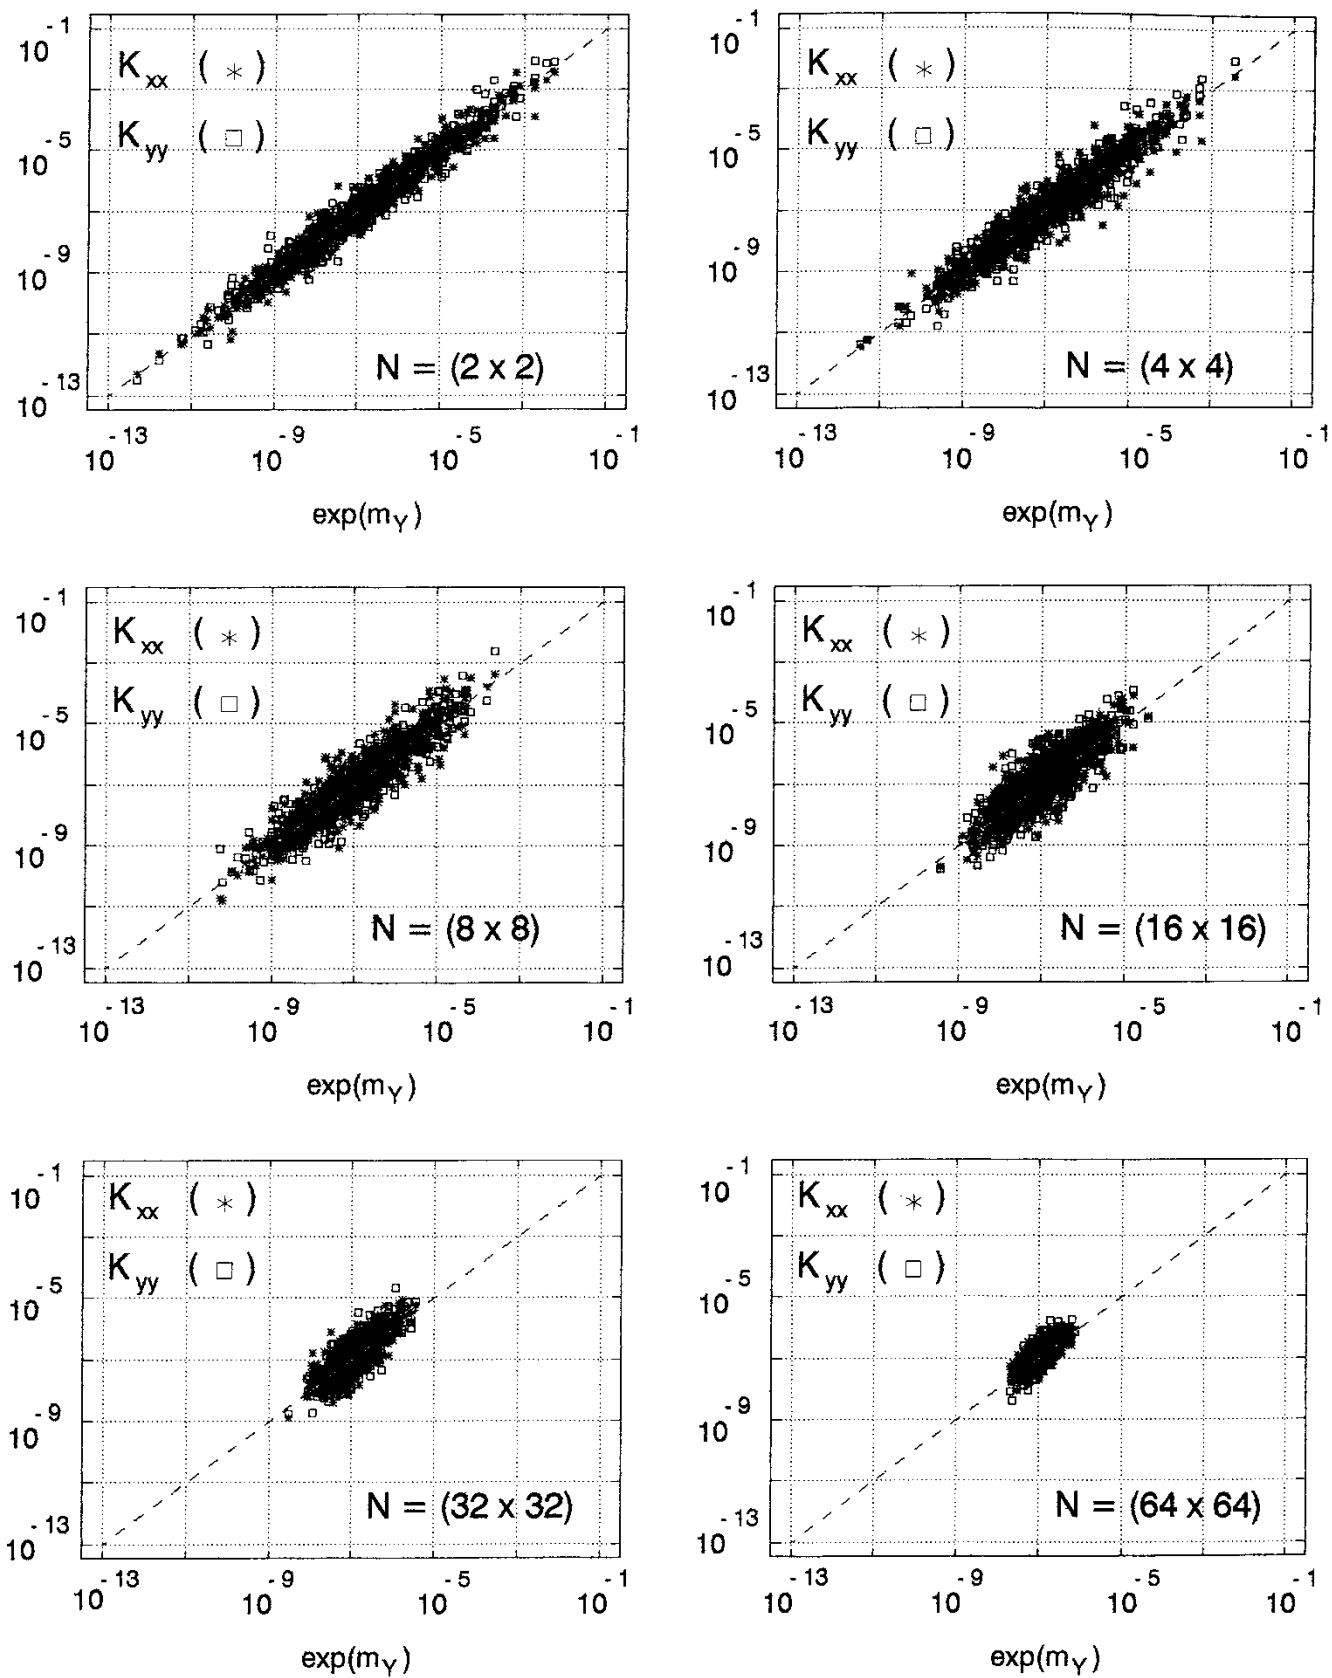 10^-1
K_xx ( * )
K_yy ( □ )
10^-5
10^-9
10^-13
N = (2 x 2)
10^-13 10^-9 10^-5 10^-1
exp(m_Y)
10^-1
K_xx ( * )
K_yy ( □ )
10^-5
10^-9
10^-13
N = (4 x 4)
10^-13 10^-9 10^-5 10^-1
exp(m_Y)
10^-1
K_xx ( * )
K_yy ( □ )
10^-5
10^-9
10^-13
N = (8 x 8)
10^-13 10^-9 10^-5 10^-1
exp(m_Y)
10^-1
K_xx ( * )
K_yy ( □ )
10^-5
10^-9
10^-13
N = (16 x 16)
10^-13 10^-9 10^-5 10^-1
exp(m_Y)
10^-1
K_xx ( * )
K_yy ( □ )
10^-5
10^-9
10^-13
N = (32 x 32)
10^-13 10^-9 10^-5 10^-1
exp(m_Y)
10^-1
K_xx ( * )
K_yy ( □ )
10^-5
10^-9
10^-13
N = (64 x 64)
10^-13 10^-9 10^-5 10^-1
exp(m_Y)